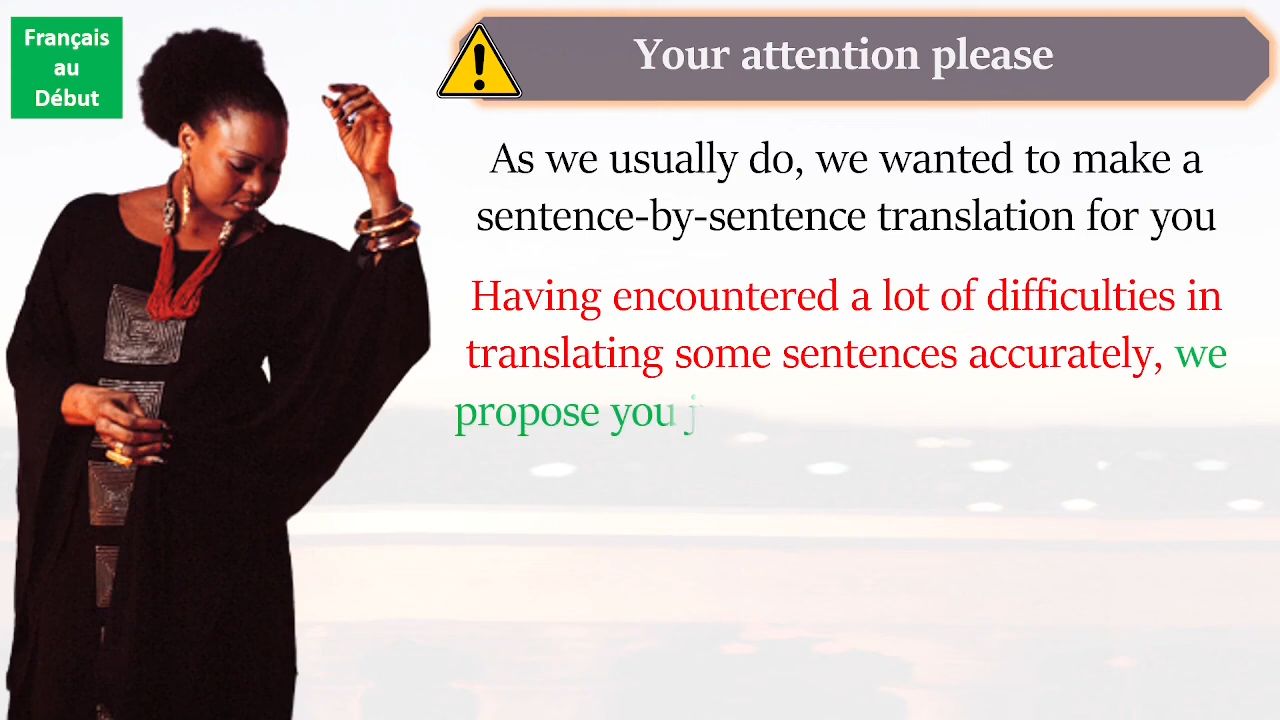 Français
au
Début
Your attention please
As we usually do, we wanted to make a
sentence-by-sentence translation for you
Having encountered a lot of difficulties in
translating some sentences accurately, we
propose you